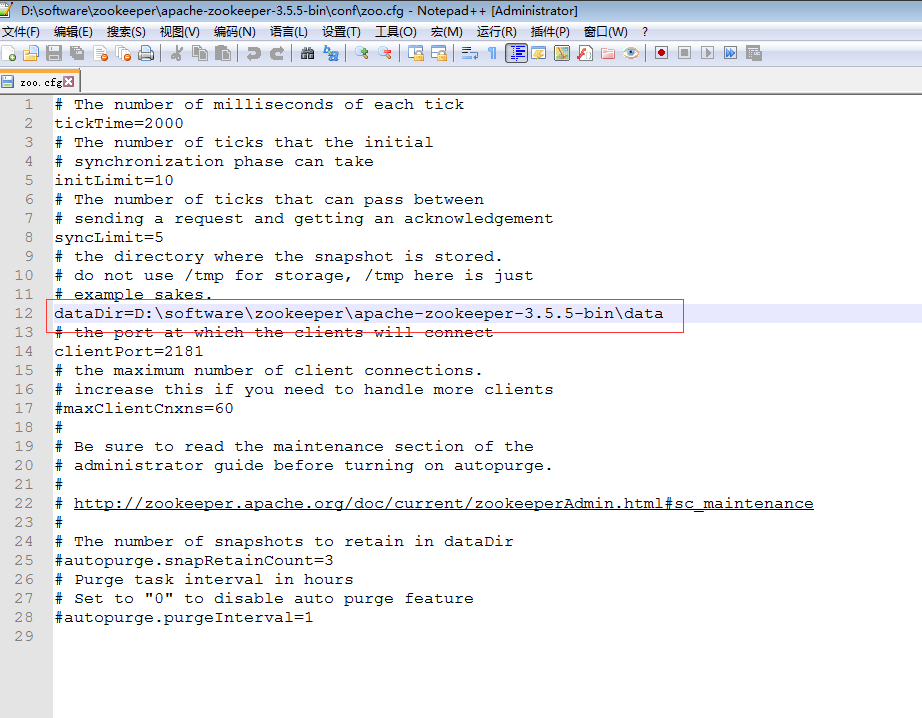 D:\software\zookeeper\apache-zookeeper-3.5.5-bin\conf\zoo.cfg - Notepad++ [Administrator]
文件(F) 编辑(E) 搜索(S) 视图(V) 编码(N) 语言(L) 设置(T) 工具(O) 宏(M) 运行(R) 插件(P) 窗口(W) ?
zoo.cfg
1 # The number of milliseconds of each tick
2 tickTime=2000
3 # The number of ticks that the initial
4 # synchronization phase can take
5 initLimit=10
6 # The number of ticks that can pass between
7 # sending a request and getting an acknowledgement
8 syncLimit=5
9 # the directory where the snapshot is stored.
10 # do not use /tmp for storage, /tmp here is just
11 # example sakes.
12 dataDir=D:\software\zookeeper\apache-zookeeper-3.5.5-bin\data
13 # the port at which the clients will connect
14 clientPort=2181
15 # the maximum number of client connections.
16 # increase this if you need to handle more clients
17 #maxClientCnxns=60
18 #
19 # Be sure to read the maintenance section of the
20 # administrator guide before turning on autopurge.
21 #
22 # http://zookeeper.apache.org/doc/current/zookeeperAdmin.html#sc_maintenance
23 #
24 # The number of snapshots to retain in dataDir
25 #autopurge.snapRetainCount=3
26 # Purge task interval in hours
27 # Set to "0" to disable auto purge feature
28 #autopurge.purgeInterval=1
29